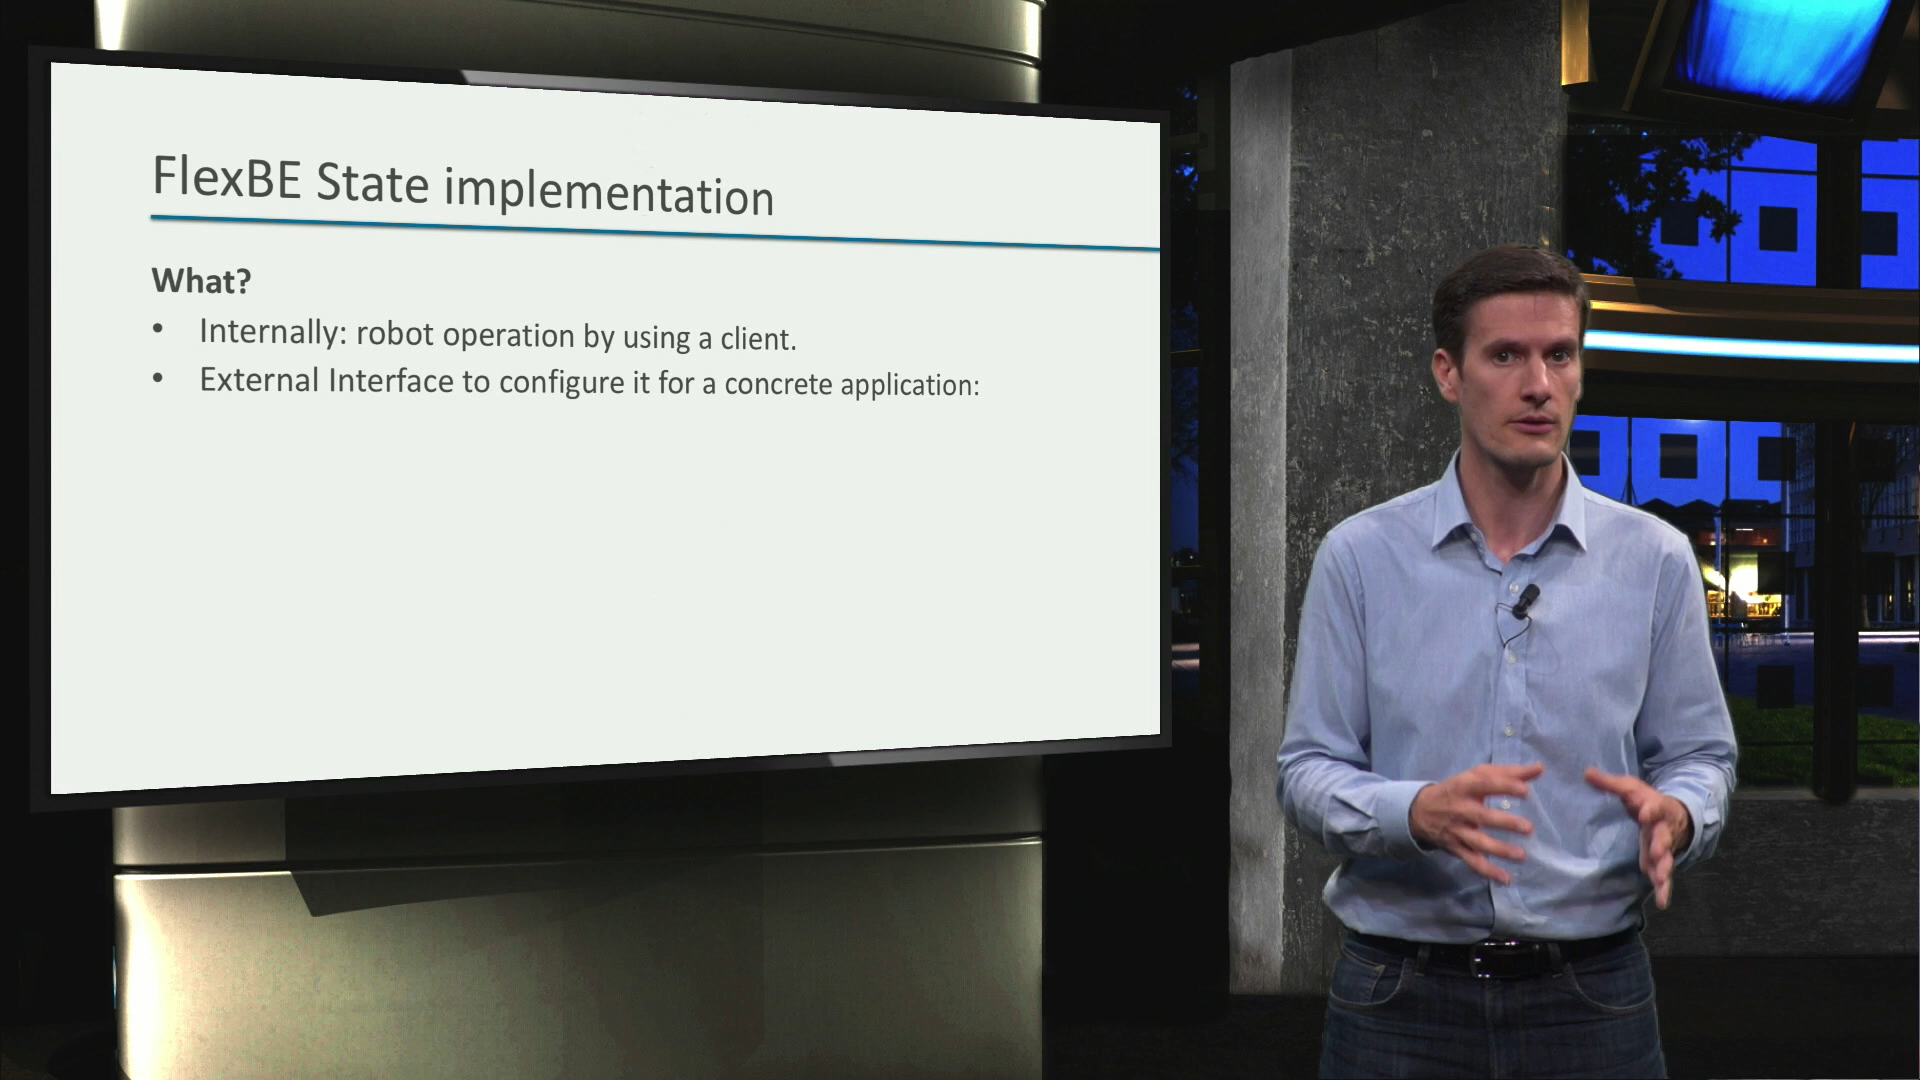 FlexBE State implementation
What?
• Internally: robot operation by using a client.
• External Interface to configure it for a concrete application: